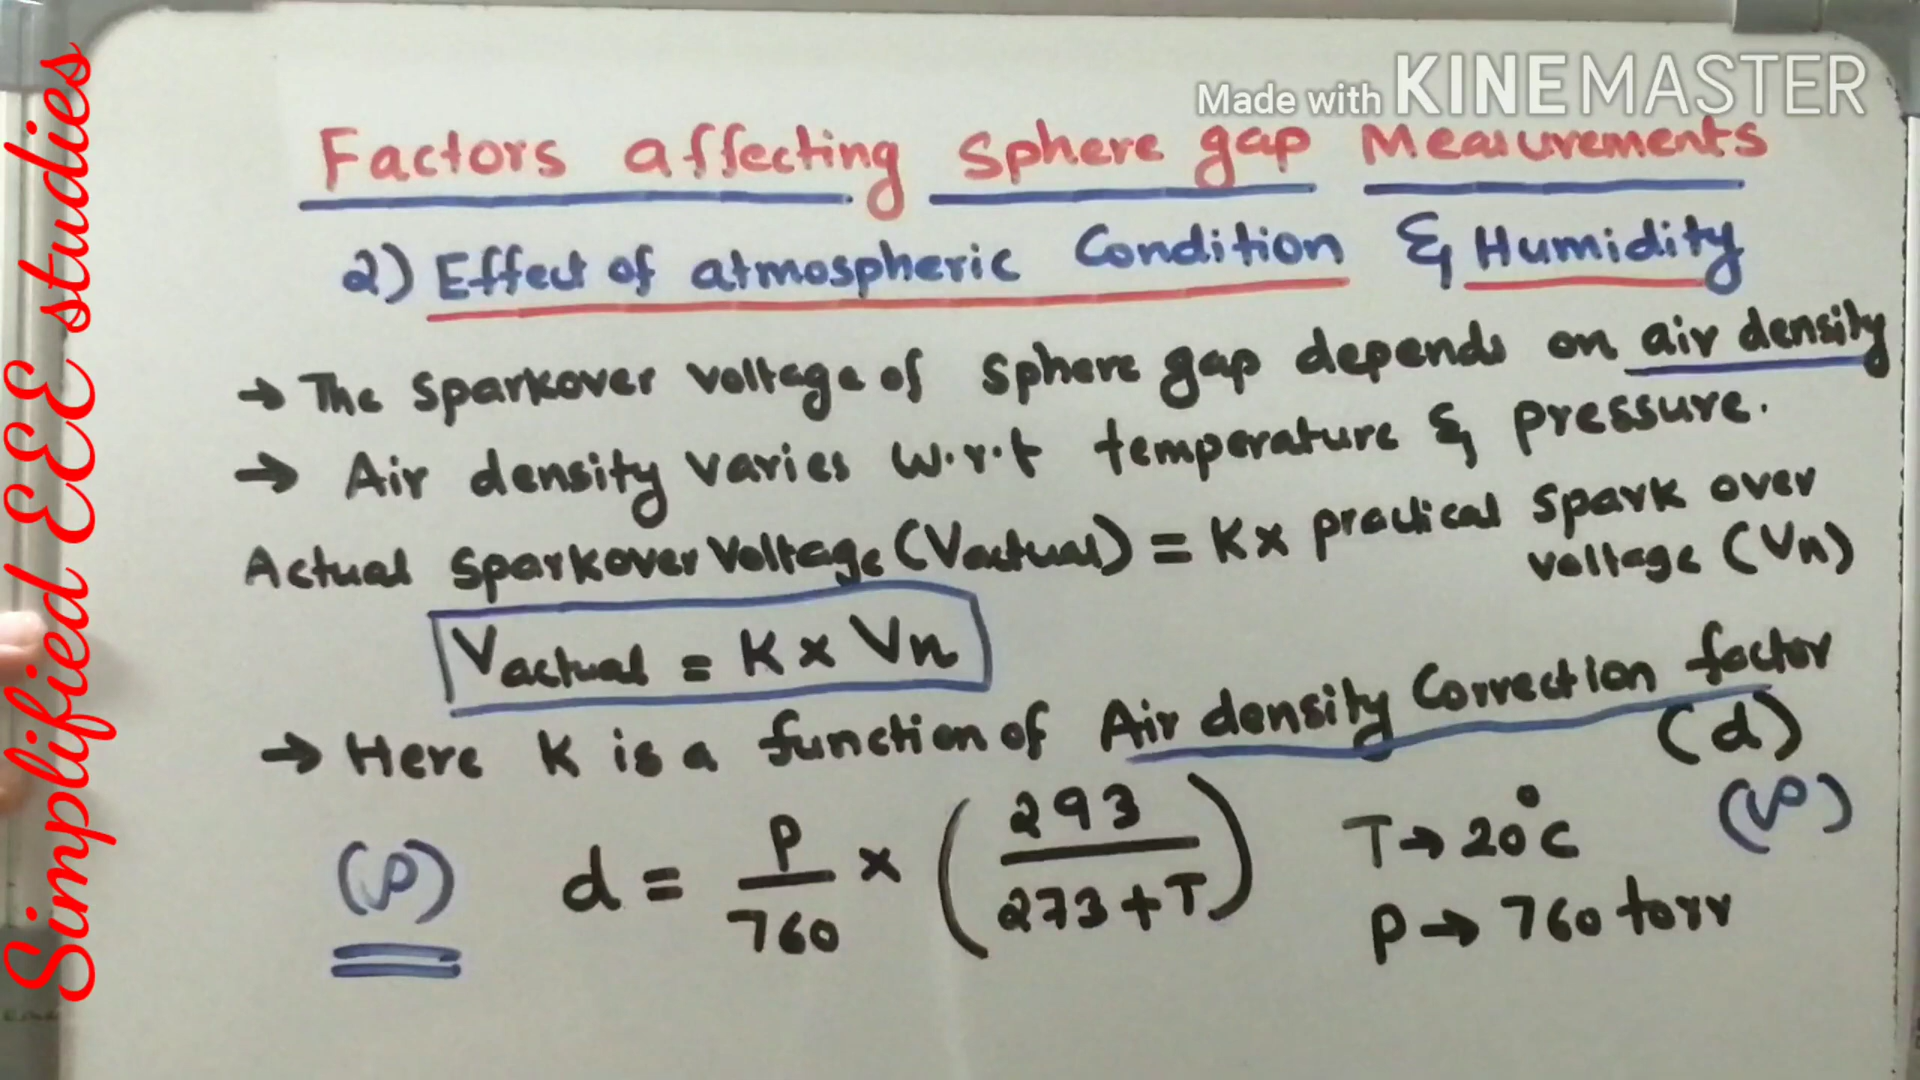 Made with KINEMASTER
Simplified EEE studies
Factors affecting Sphere gap Measurements
2) Effect of atmospheric Condition & Humidity
→ The Sparkover voltage of Sphere gap depends on air density
→ Air density varies w.r.t temperature & pressure.
Actual Sparkover Voltage (Vactual) = K x practical spark over
voltage (Vn)
Vactual = K x Vn
→ Here K is a function of Air density Correction factor
(d)
(ρ)
(ρ) d = P/760 x (293/273+T)
T → 20°C
P → 760 torr